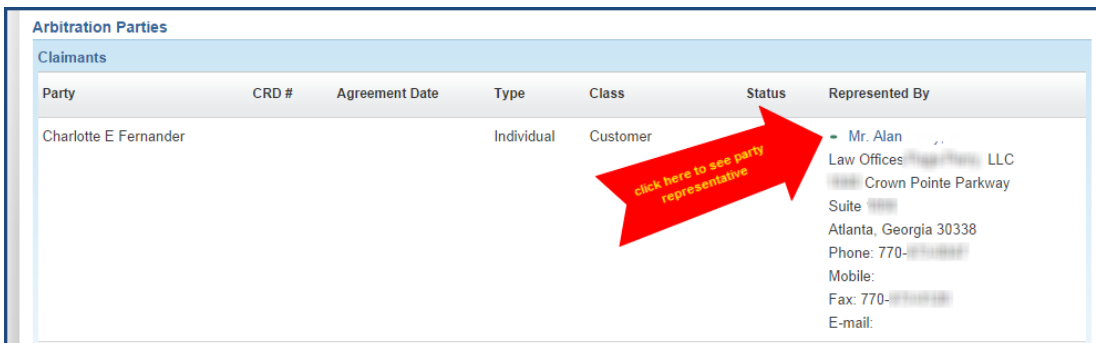 Arbitration Parties
Claimants
Party CRD # Agreement Date Type Class Status Represented By
Charlotte E Fernander Individual Customer - Mr. Alan
click here to see party
representative
Law Offices LLC
Crown Pointe Parkway
Suite
Atlanta, Georgia 30338
Phone: 770-
Mobile:
Fax: 770-
E-mail: